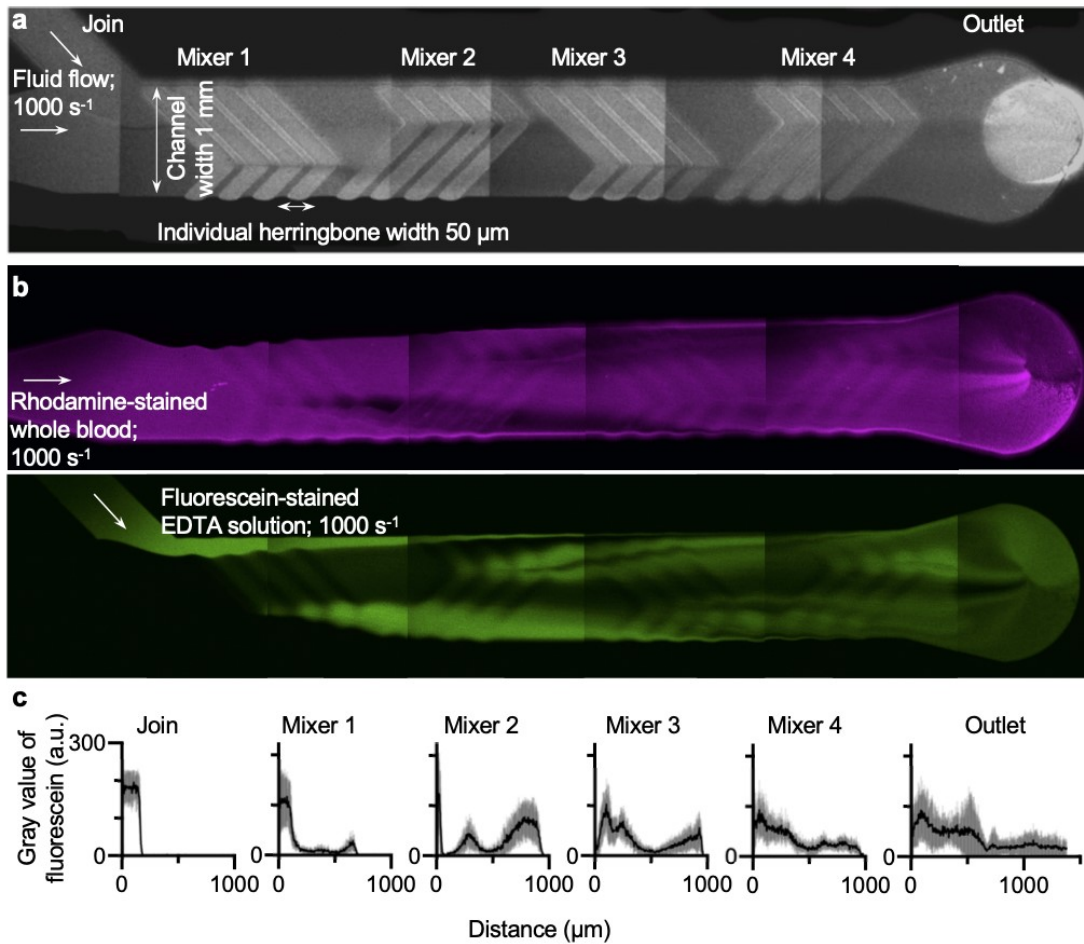 a
Join
Mixer 1
Mixer 2
Mixer 3
Mixer 4
Outlet
Fluid flow;
1000 s⁻¹
Channel
width 1 mm
Individual herringbone width 50 µm
b
Rhodamine-stained
whole blood;
1000 s⁻¹
Fluorescein-stained
EDTA solution; 1000 s⁻¹
c
Join
Mixer 1
Mixer 2
Mixer 3
Mixer 4
Outlet
Gray value of
fluorescein (a.u.)
300
0
0
0
0
0
0
0 1000
0 1000
0 1000
0 1000
0 1000
0 1000
Distance (µm)